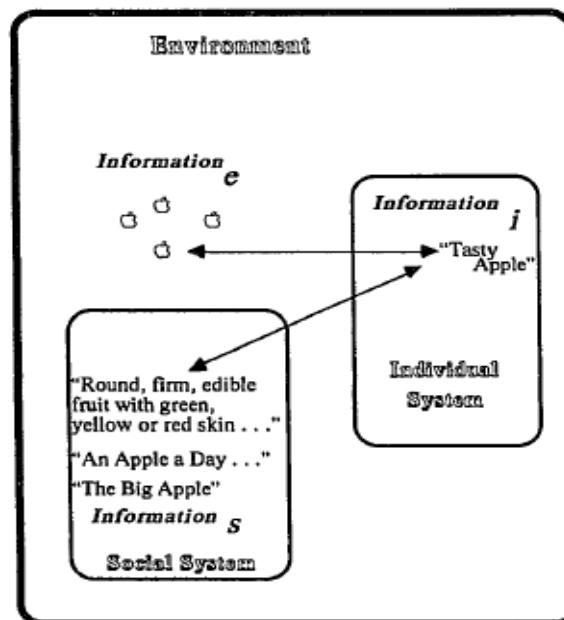 Environment
Information e
Information i
"Tasty
Apple"
"Round, firm, edible
fruit with green,
yellow or red skin . . ."
"An Apple a Day . . ."
"The Big Apple"
Information s
Social System
Individual
System